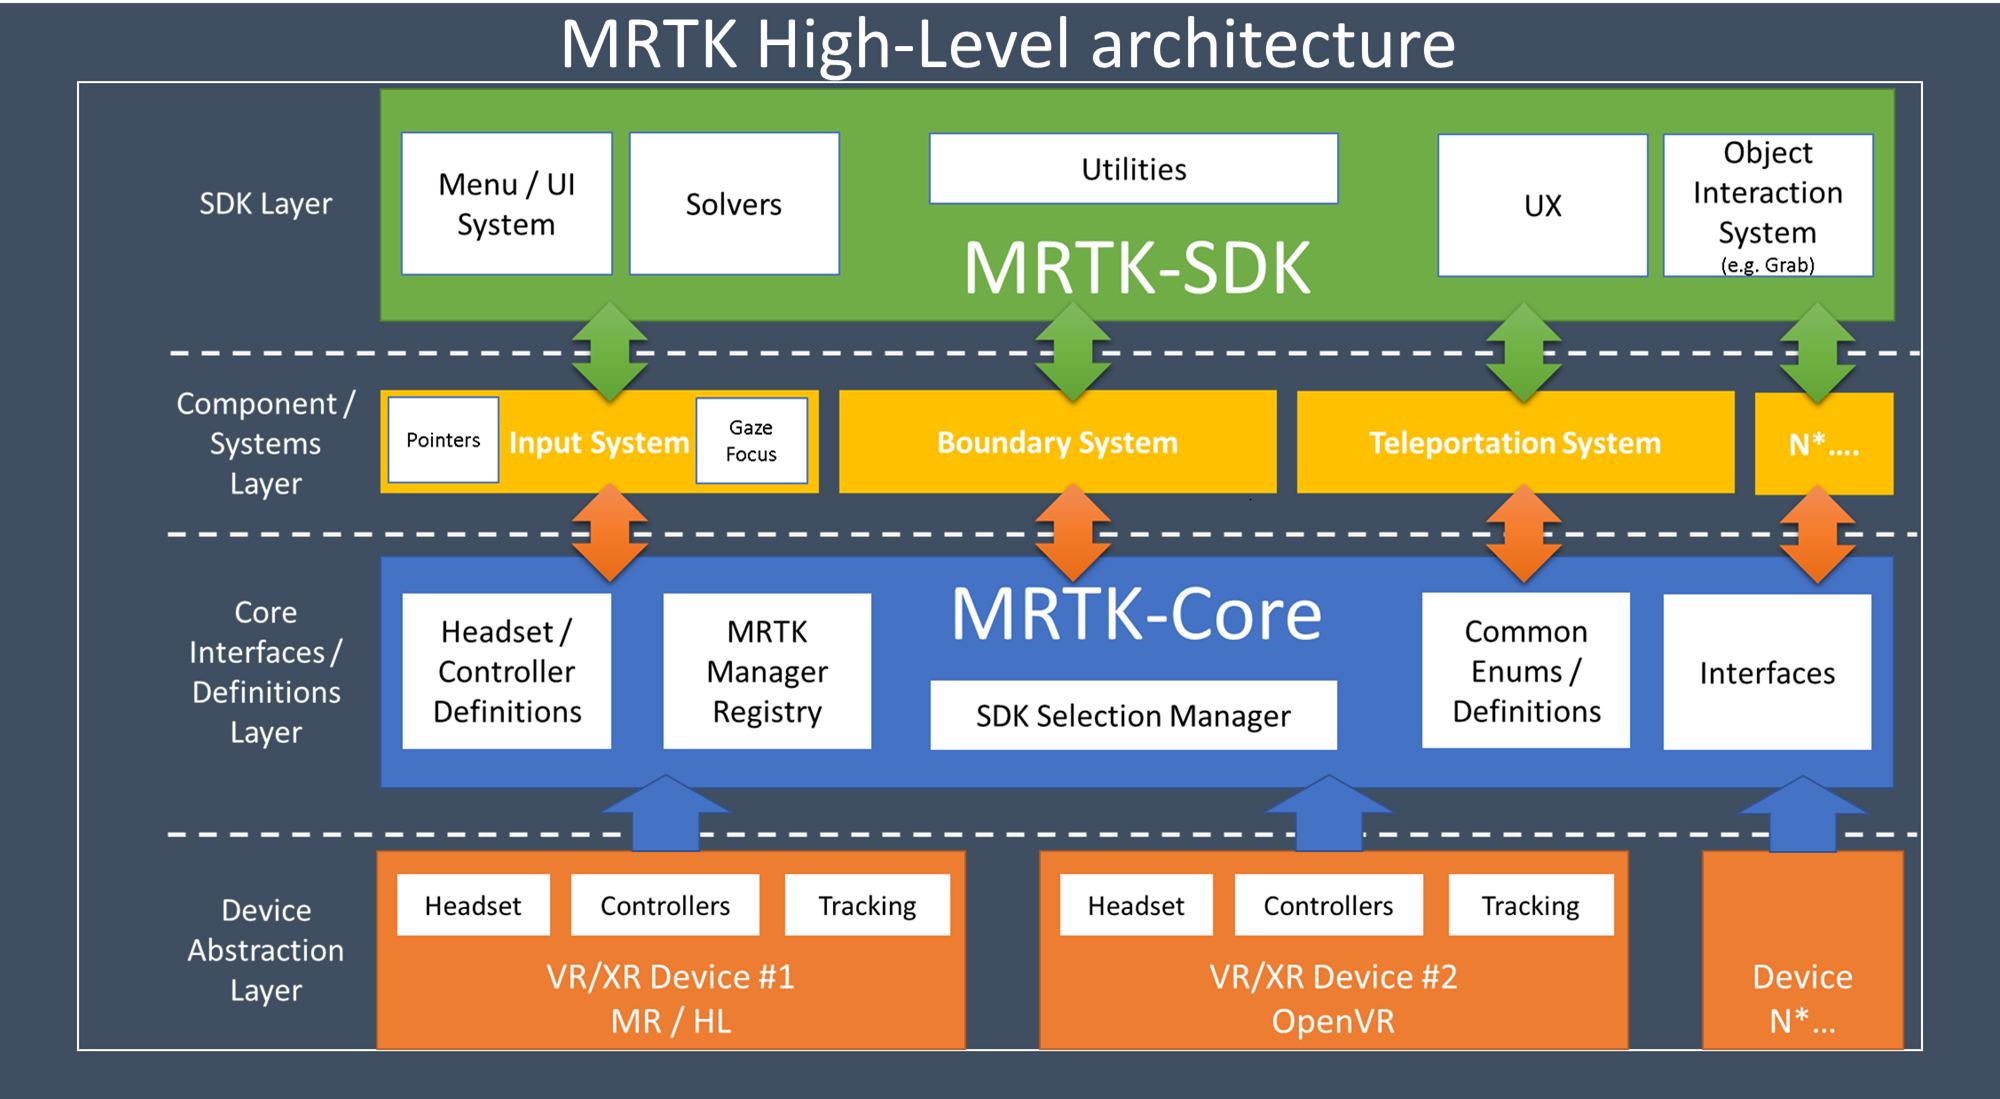 MRTK High-Level architecture
SDK Layer
Menu / UI
System
Solvers
Utilities
MRTK-SDK
UX
Object
Interaction
System
(e.g. Grab)
Component /
Systems
Layer
Pointers
Input System
Gaze
Focus
Boundary System
Teleportation System
N*....
Core
Interfaces /
Definitions
Layer
MRTK-Core
Headset /
Controller
Definitions
MRTK
Manager
Registry
SDK Selection Manager
Common
Enums /
Definitions
Interfaces
Device
Abstraction
Layer
Headset
Controllers
Tracking
VR/XR Device #1
MR / HL
Headset
Controllers
Tracking
VR/XR Device #2
OpenVR
Device
N*...